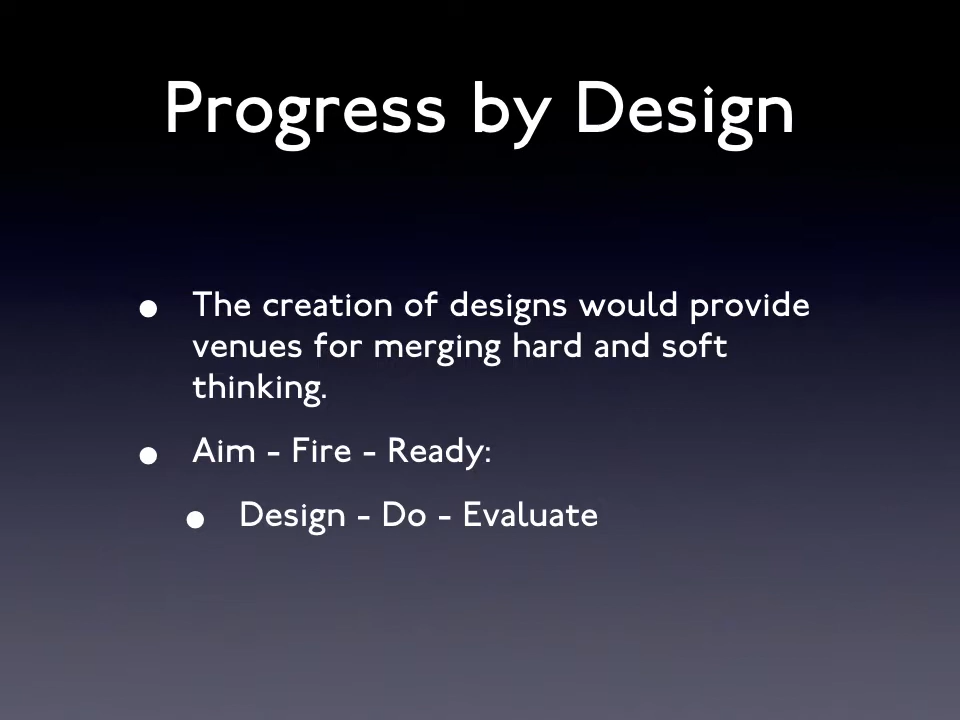 Progress by Design
• The creation of designs would provide
venues for merging hard and soft
thinking.
• Aim - Fire - Ready:
• Design - Do - Evaluate